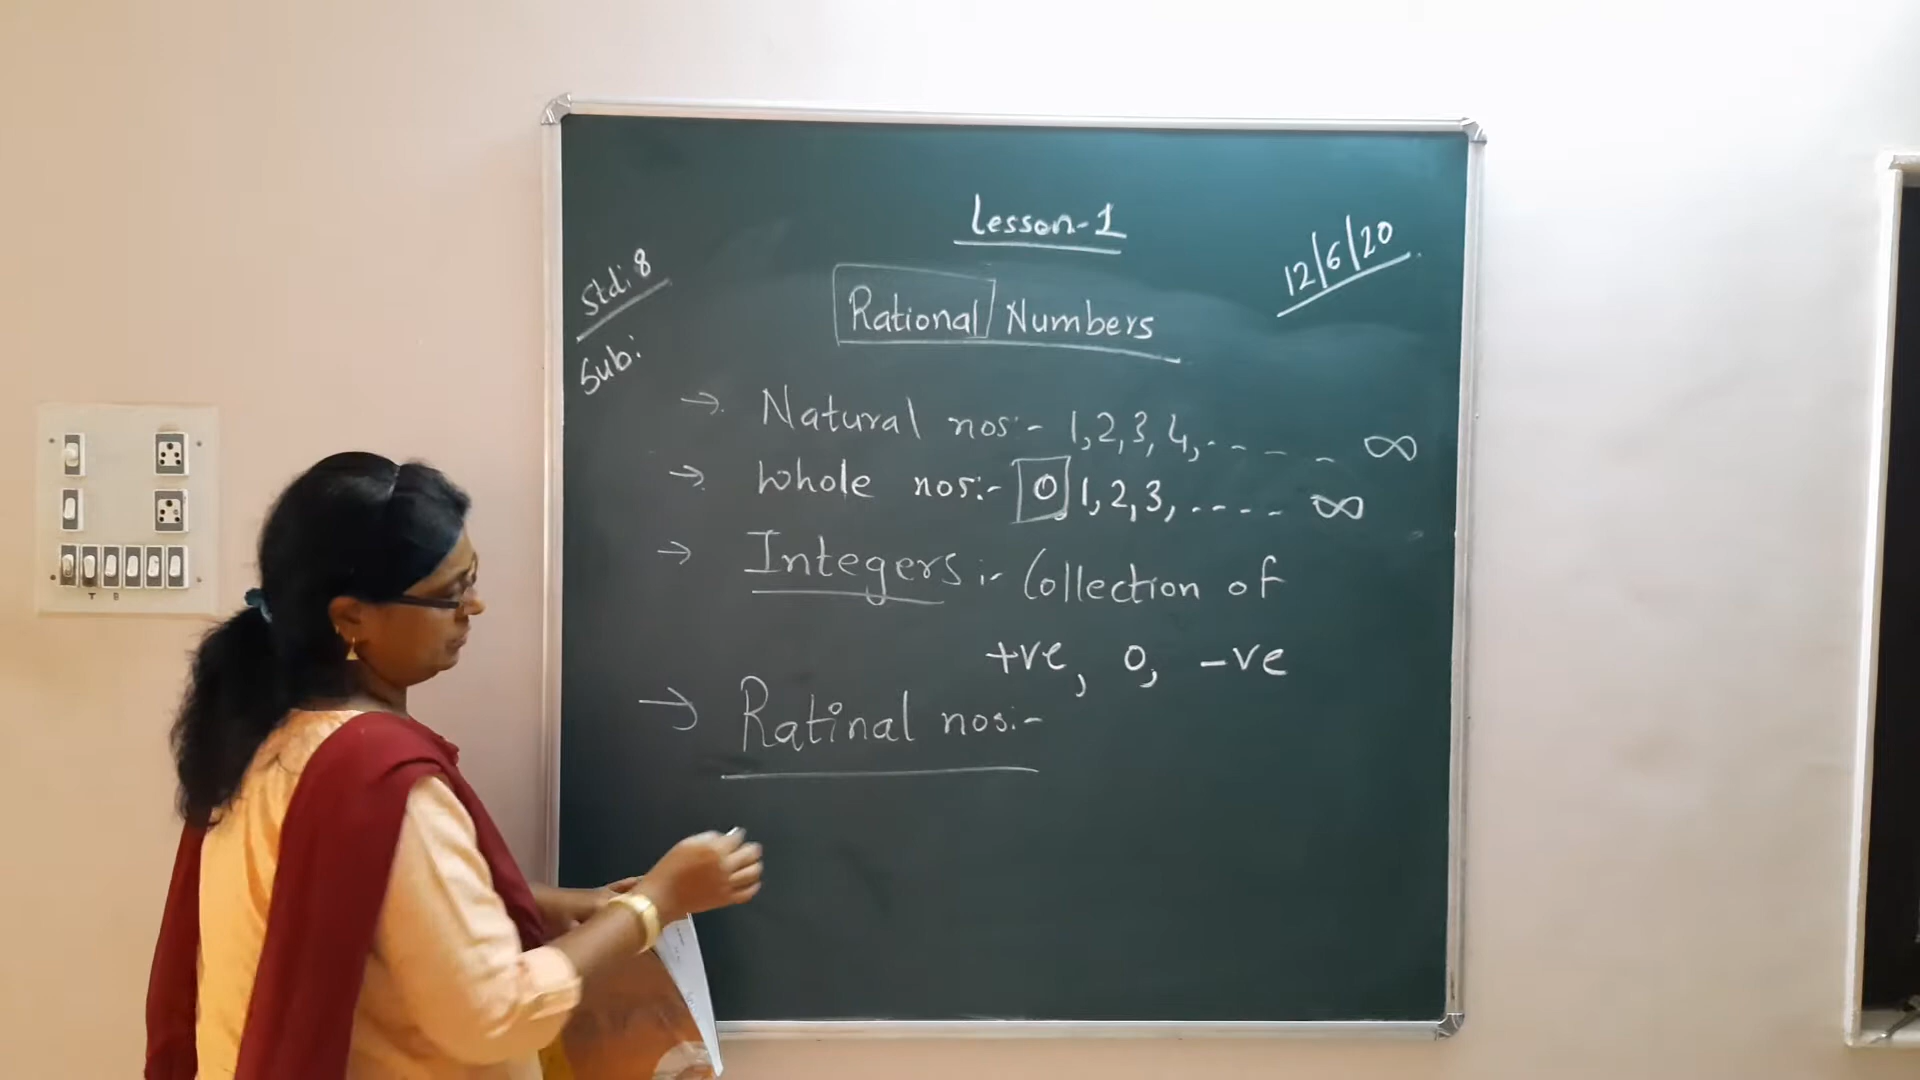 Lesson-1
12/6/20
Std: 8
Sub:
Rational Numbers
→ Natural nos:- 1,2,3,4,----- ∞
→ Whole nos:- 0,1,2,3,.---- ∞
→ Integers:- Collection of
+ve, 0, -ve
→ Ratinal nos:-